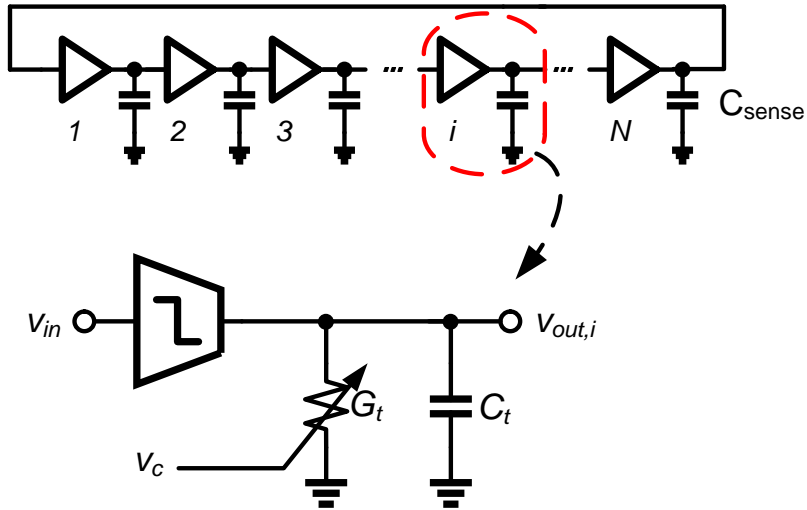 ... ...
C_sense
1 2 3 i N
v_in v_out,i
G_t C_t
v_c